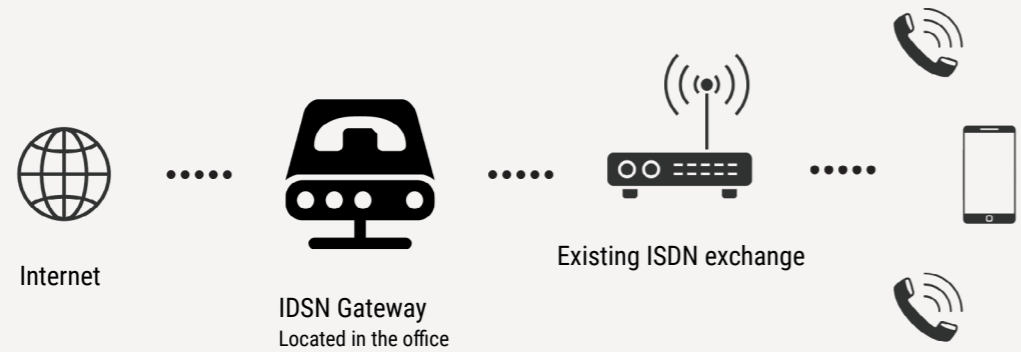 Internet
IDSN Gateway
Located in the office
Existing ISDN exchange